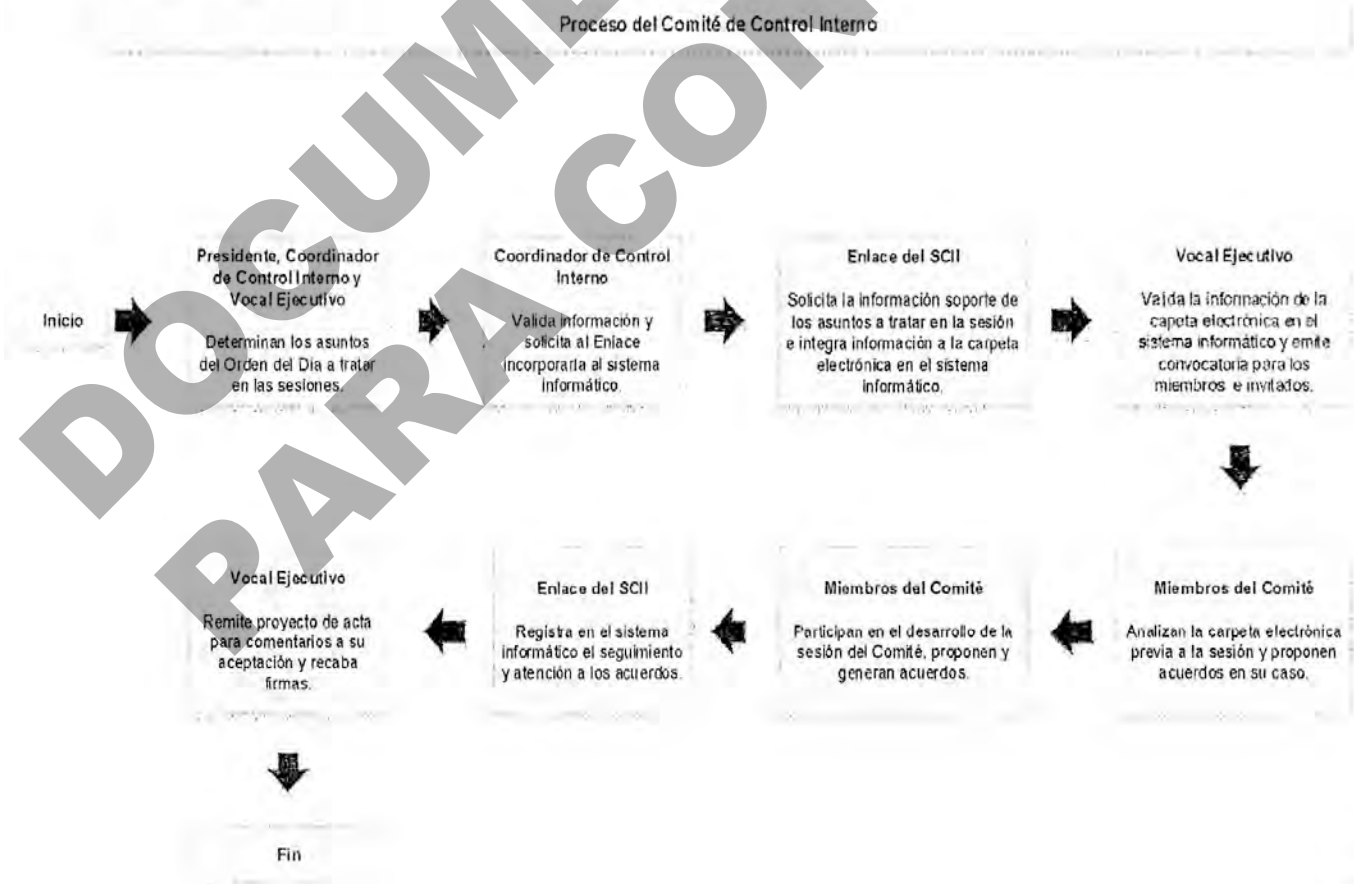 Proceso del Comité de Control Interno
DOCUME
PARA CON
Inicio
Presidente, Coordinador
de Control Interno y
Vocal Ejecutivo
Determinan los asuntos
del Orden del Día a tratar
en las sesiones.
Coordinador de Control
Interno
Valida información y
solicita al Enlace
incorporarla al sistema
informático.
Enlace del SCII
Solicita la información soporte de
los asuntos a tratar en la sesión
e integra información a la carpeta
electrónica en el sistema
informático.
Vocal Ejecutivo
Valida la información de la
capeta electrónica en el
sistema informático y emite
convocatoria para los
miembros e invitados.
Miembros del Comité
Analizan la carpeta electrónica
previa a la sesión y proponen
acuerdos en su caso.
Miembros del Comité
Participan en el desarrollo de la
sesión del Comité, proponen y
generan acuerdos.
Enlace del SCII
Registra en el sistema
informático el seguimiento
y atención a los acuerdos.
Vocal Ejecutivo
Remite proyecto de acta
para comentarios a su
aceptación y recaba
firmas.
Fin